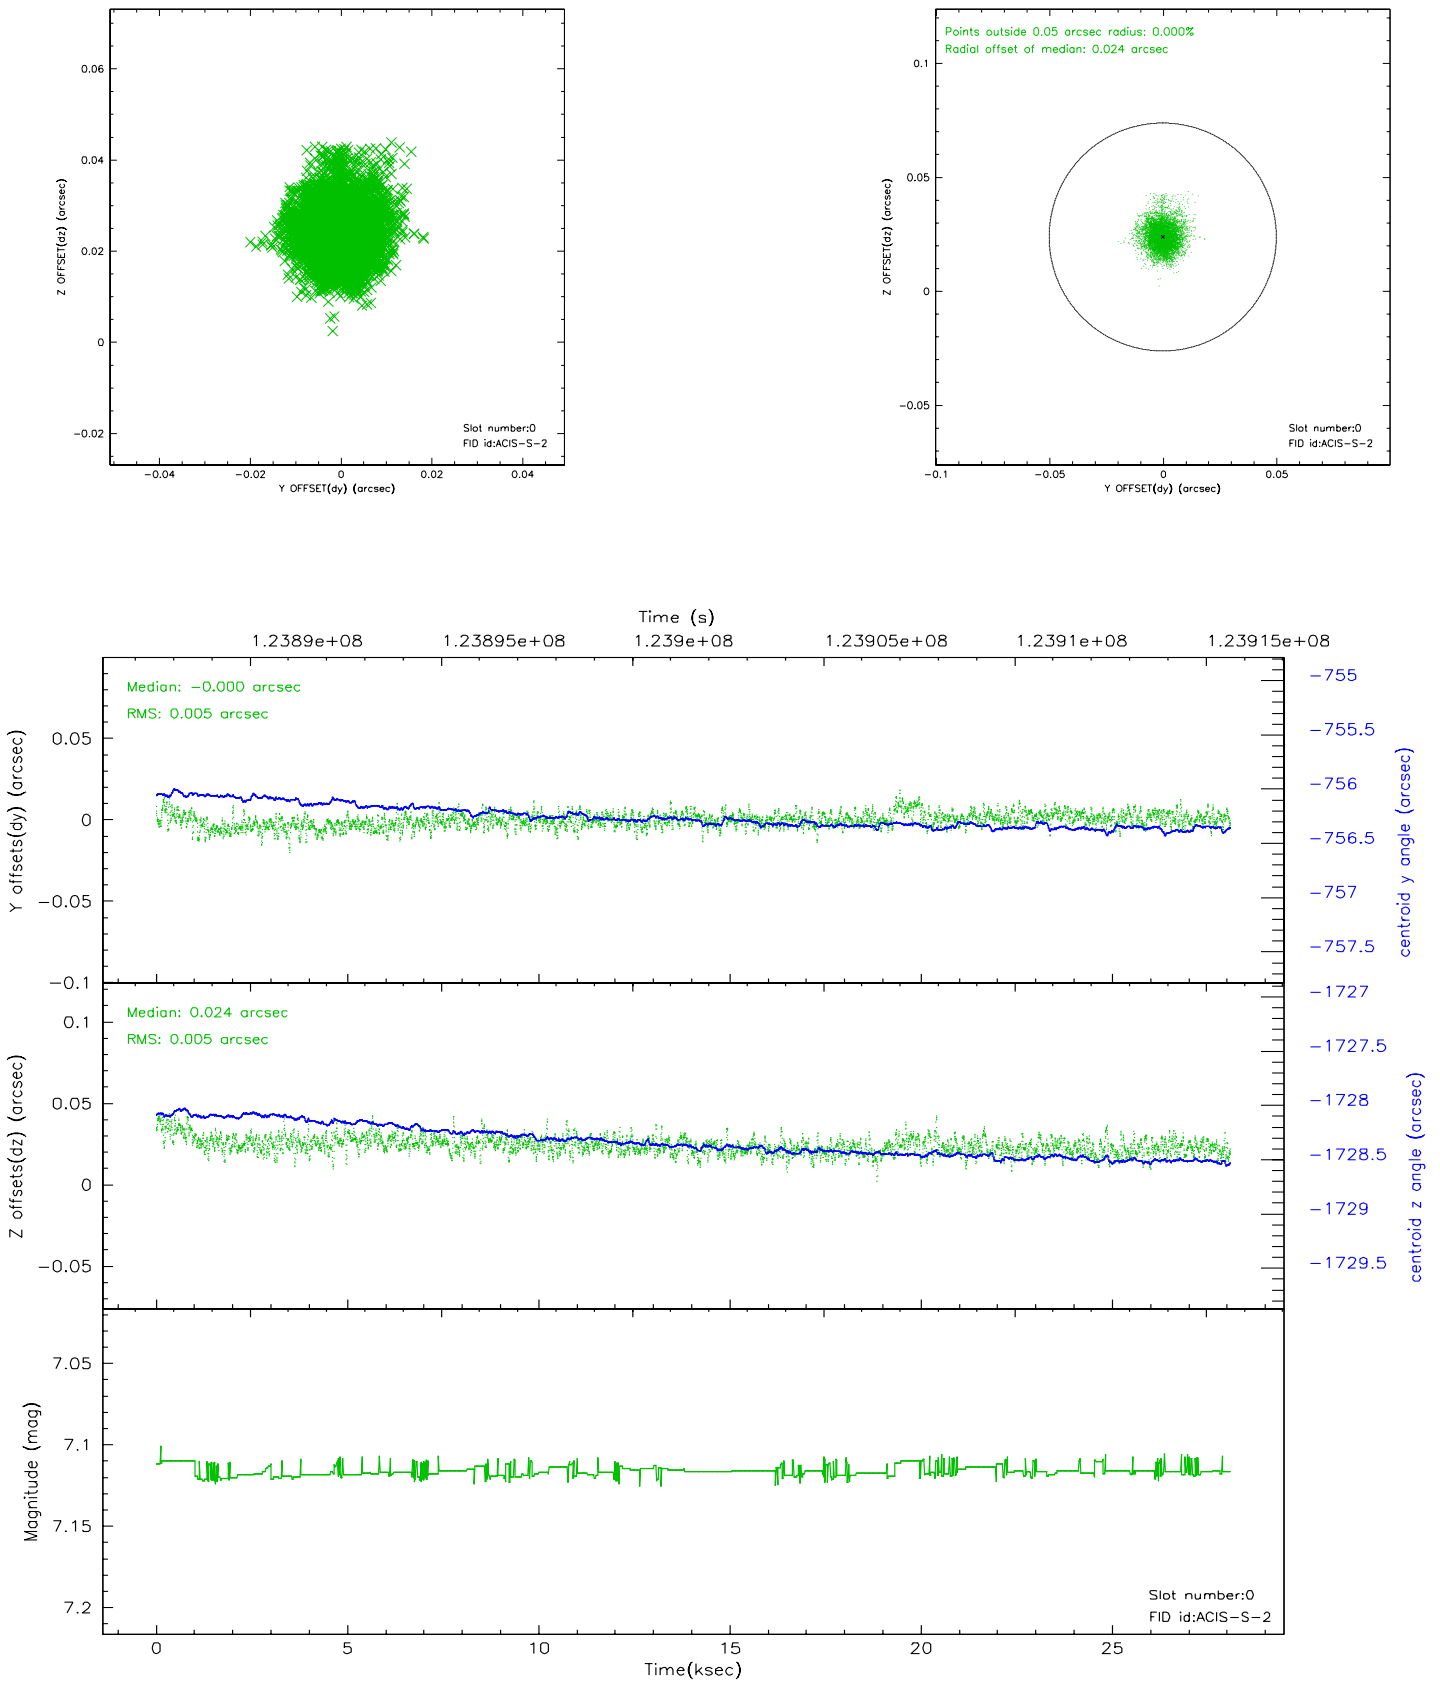 0.06
0.04
0.02
0
−0.02
Z OFFSET(dz) (arcsec)
−0.04 −0.02 0 0.02 0.04
Y OFFSET(dy) (arcsec)
Slot number:0
FID id:ACIS−S−2
Points outside 0.05 arcsec radius: 0.000%
Radial offset of median: 0.024 arcsec
0.1
0.05
0
−0.05
Z OFFSET(dz) (arcsec)
−0.1 −0.05 0 0.05
Y OFFSET(dy) (arcsec)
Slot number:0
FID id:ACIS−S−2
Time (s)
1.2389e+08 1.23895e+08 1.239e+08 1.23905e+08 1.2391e+08 1.23915e+08
Median: −0.000 arcsec
RMS: 0.005 arcsec
0.05
0
−0.05
−0.1
Y offsets(dy) (arcsec)
−755
−755.5
−756
−756.5
−757
−757.5
centroid y angle (arcsec)
Median: 0.024 arcsec
RMS: 0.005 arcsec
0.1
0.05
0
−0.05
Z offsets(dz) (arcsec)
−1727
−1727.5
−1728
−1728.5
−1729
−1729.5
centroid z angle (arcsec)
7.05
7.1
7.15
7.2
Magnitude (mag)
Slot number:0
FID id:ACIS−S−2
0 5 10 15 20 25
Time(ksec)